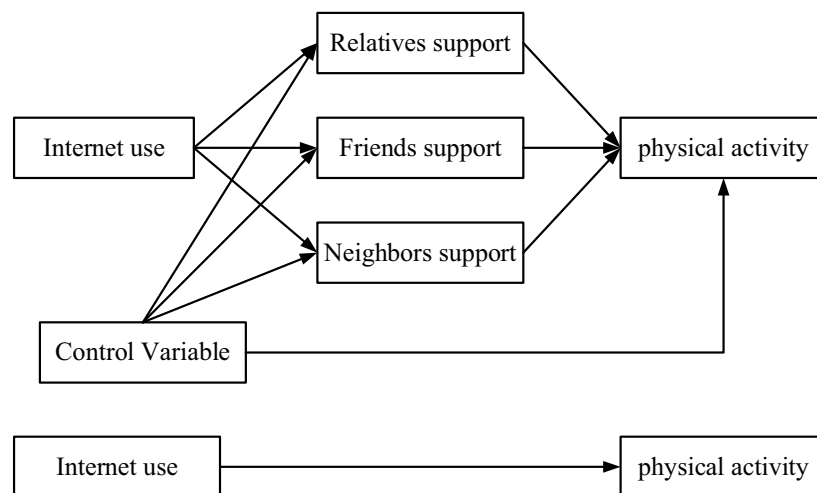 Relatives support
Internet use
Friends support
physical activity
Neighbors support
Control Variable
Internet use
physical activity